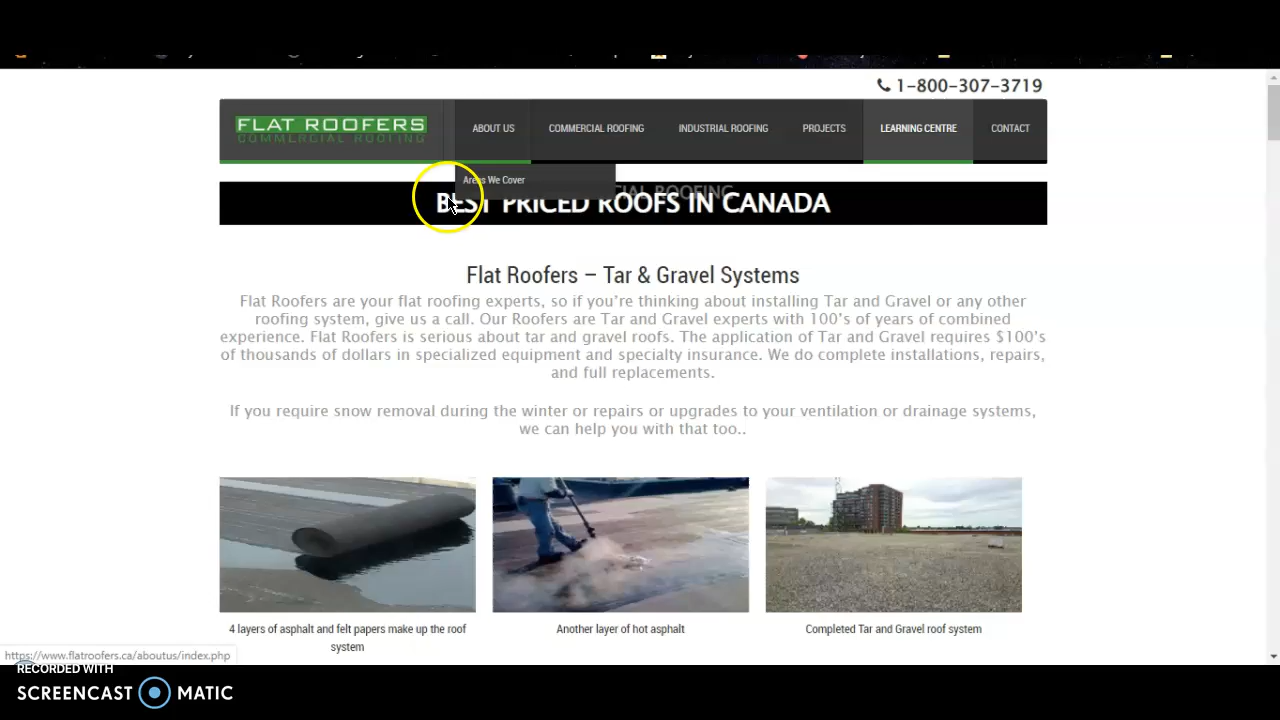 1-800-307-3719
FLAT ROOFERS
COMMERCIAL ROOFING
ABOUT US
COMMERCIAL ROOFING
INDUSTRIAL ROOFING
PROJECTS
LEARNING CENTRE
CONTACT
Areas We Cover
BEST PRICED ROOFS IN CANADA
Flat Roofers – Tar & Gravel Systems
Flat Roofers are your flat roofing experts, so if you're thinking about installing Tar and Gravel or any other
roofing system, give us a call. Our Roofers are Tar and Gravel experts with 100's of years of combined
experience. Flat Roofers is serious about tar and gravel roofs. The application of Tar and Gravel requires $100's
of thousands of dollars in specialized equipment and specialty insurance. We do complete installations, repairs,
and full replacements.
If you require snow removal during the winter or repairs or upgrades to your ventilation or drainage systems,
we can help you with that too..
4 layers of asphalt and felt papers make up the roof
system
Another layer of hot asphalt
Completed Tar and Gravel roof system
https://www.flatroofers.ca/aboutus/index.php
RECORDED WITH
SCREENCAST MATIC